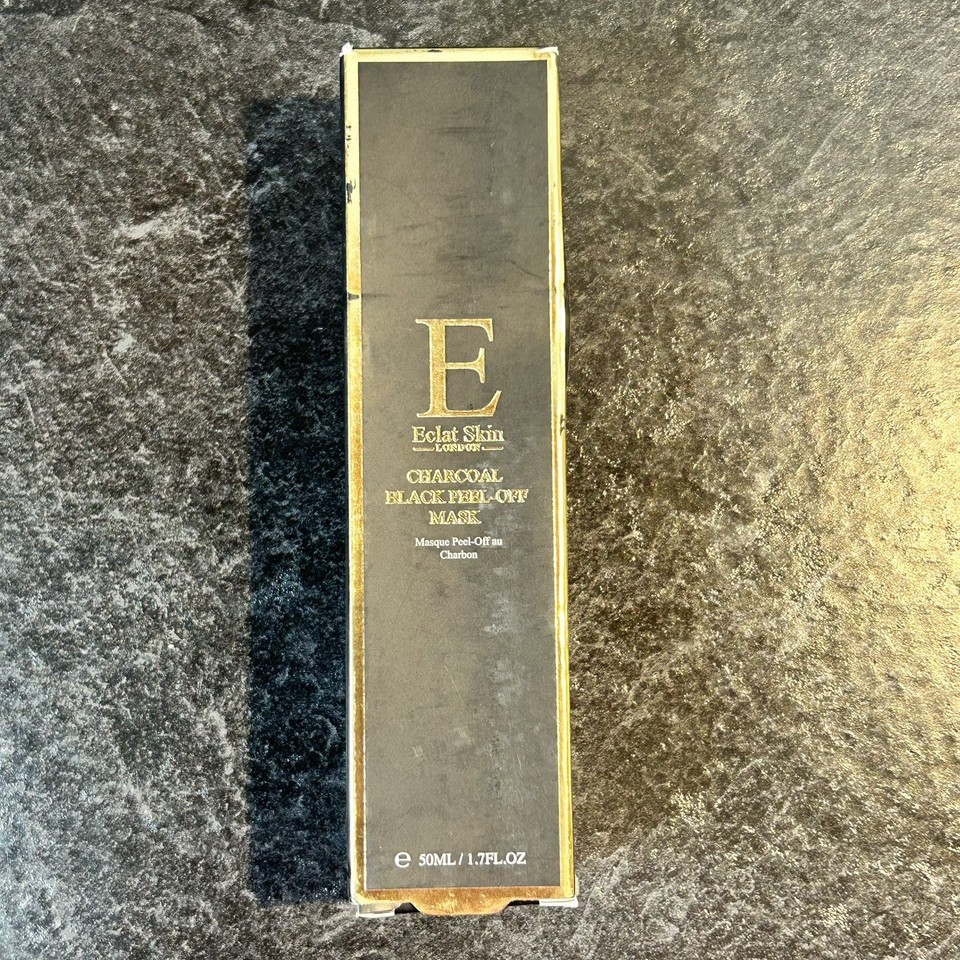 E
Eclat Skin
LONDON
CHARCOAL
BLACK PEEL-OFF
MASK
Masque Peel-Off au
Charbon
℮ 50ML / 1.7FL.OZ